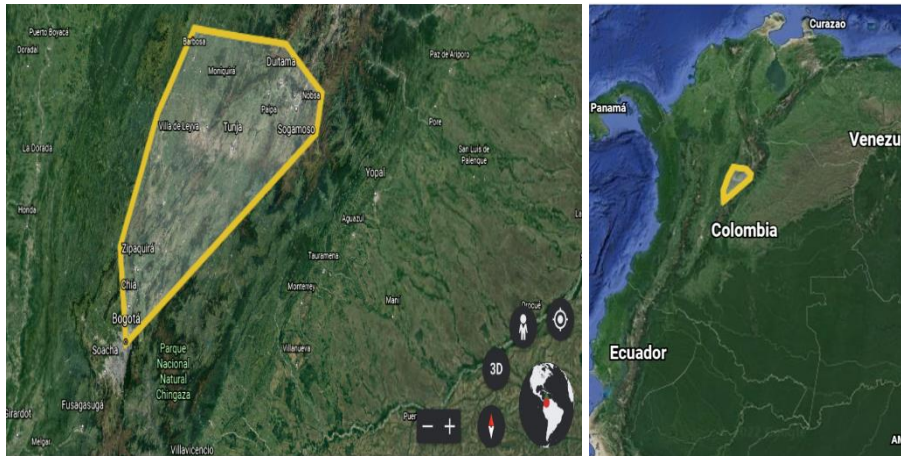 Puerto Boyacá
Doradal
Barbosa
Duitama
Moniquirá
Paz de Ariporo
Nobsa
Paipa
Villa de Leyva
Tunja
Sogamoso
Pore
La Dorada
San Luis de
Palenque
Yopal
Honda
Aguazul
Zipaquirá
Tauramena
Chía
Monterrey
Maní
Orocué
Bogotá
Soacha
Parque
Nacional
Natural
Chingaza
Villanueva
3D
Fusagasugá
Girardot
Melgar
Villavicencio
Curazao
Panamá
Venezu
Colombia
Ecuador